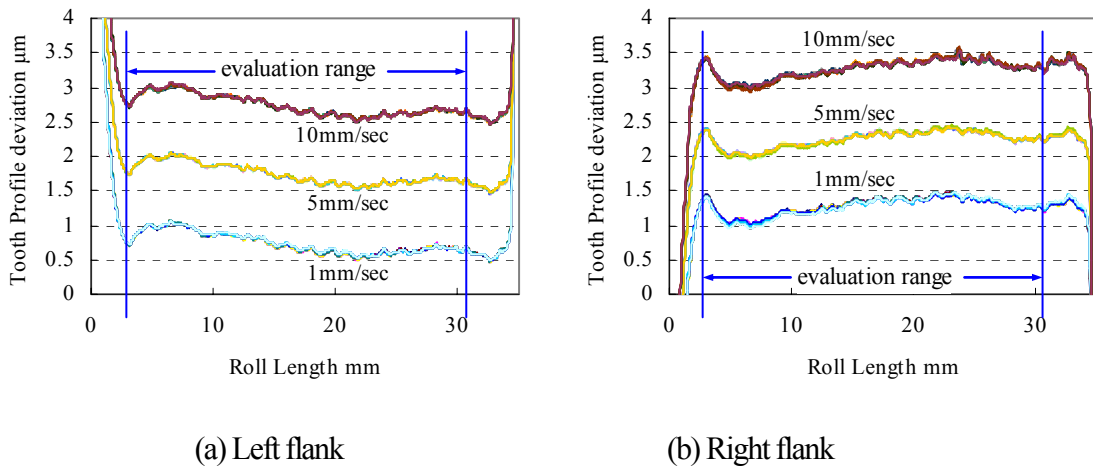 Tooth Profile deviation μm
4
3.5
3
2.5
2
1.5
1
0.5
0
evaluation range
10mm/sec
5mm/sec
1mm/sec
0
10
20
30
Roll Length mm
(a) Left flank
Tooth Profile deviation μm
4
3.5
3
2.5
2
1.5
1
0.5
0
10mm/sec
5mm/sec
1mm/sec
evaluation range
0
10
20
30
Roll Length mm
(b) Right flank